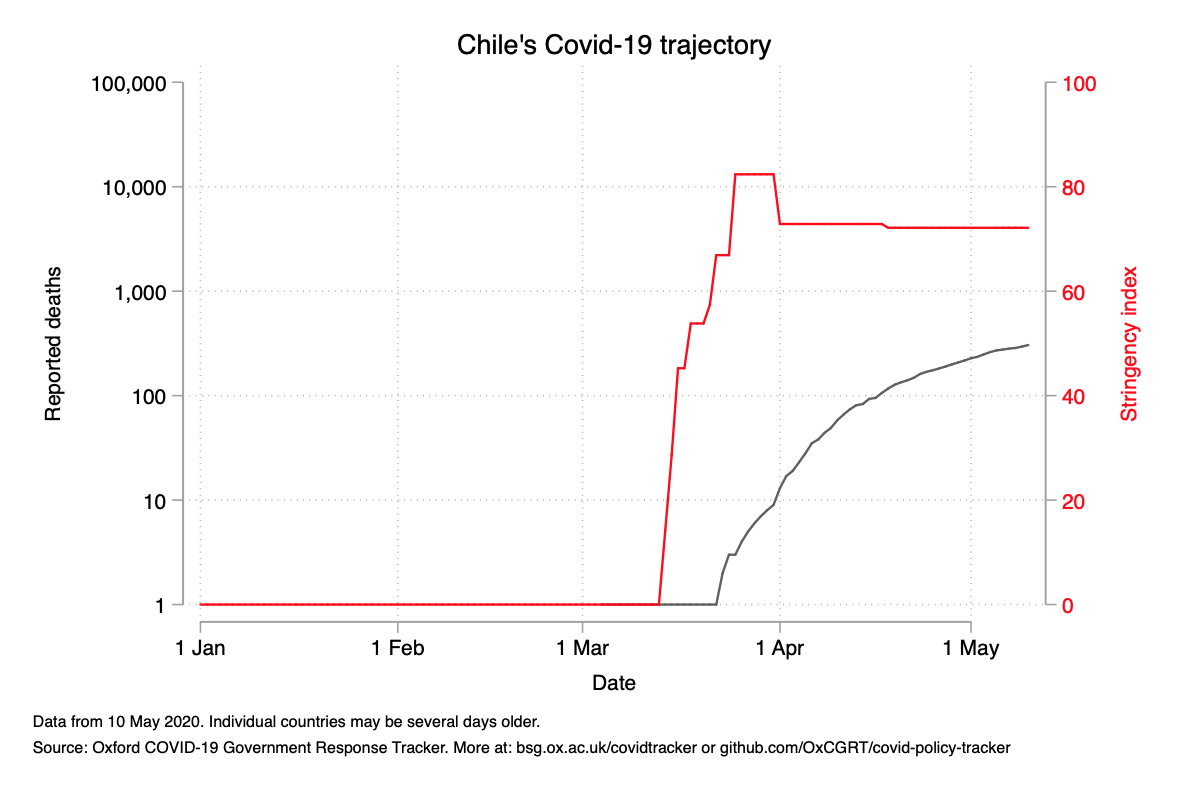 Chile's Covid-19 trajectory
100,000
10,000
1,000
100
10
1
Reported deaths
100
80
60
40
20
0
Stringency index
1 Jan
1 Feb
1 Mar
1 Apr
1 May
Date
Data from 10 May 2020. Individual countries may be several days older.
Source: Oxford COVID-19 Government Response Tracker. More at: bsg.ox.ac.uk/covidtracker or github.com/OxCGRT/covid-policy-tracker